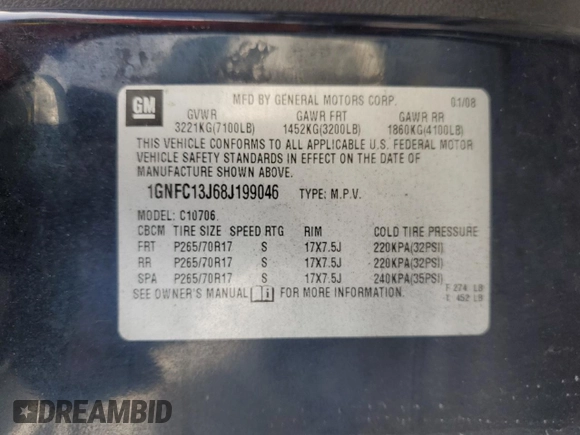 GM
MFD BY GENERAL MOTORS CORP. 01/08
GVWR GAWR FRT GAWR RR
3221KG(7100LB) 1452KG(3200LB) 1860KG(4100LB)
THIS VEHICLE CONFORMS TO ALL APPLICABLE U.S. FEDERAL MOTOR
VEHICLE SAFETY STANDARDS IN EFFECT ON THE DATE OF
MANUFACTURE SHOWN ABOVE.
1GNFC13J68J199046 TYPE: M.P.V.
MODEL: C10706
CBCM TIRE SIZE SPEED RTG RIM COLD TIRE PRESSURE
FRT P265/70R17 S 17X7.5J 220KPA(32PSI)
RR P265/70R17 S 17X7.5J 220KPA(32PSI)
SPA P265/70R17 S 17X7.5J 240KPA(35PSI)
SEE OWNER'S MANUAL i FOR MORE INFORMATION.
F 274 LB
T 452 LB
DREAMBID